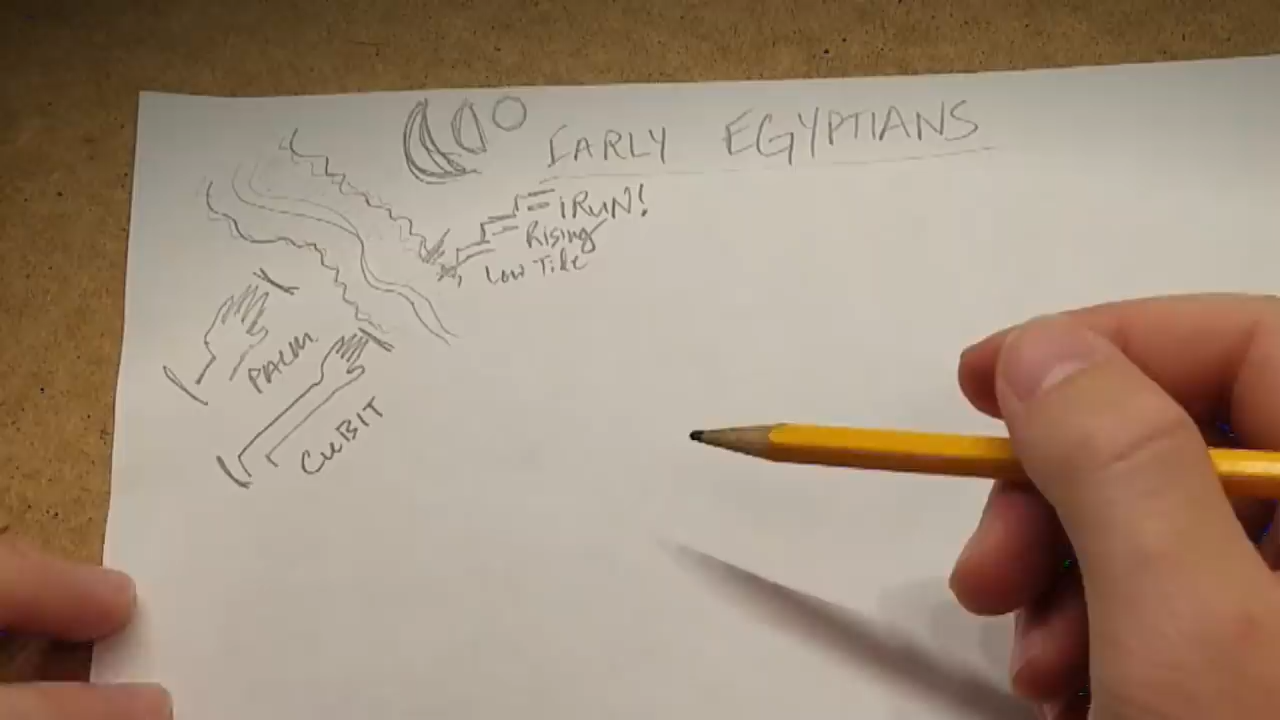 EARLY EGYPTIANS
RUN!
Rising
Low Tide
PALM
CUBIT